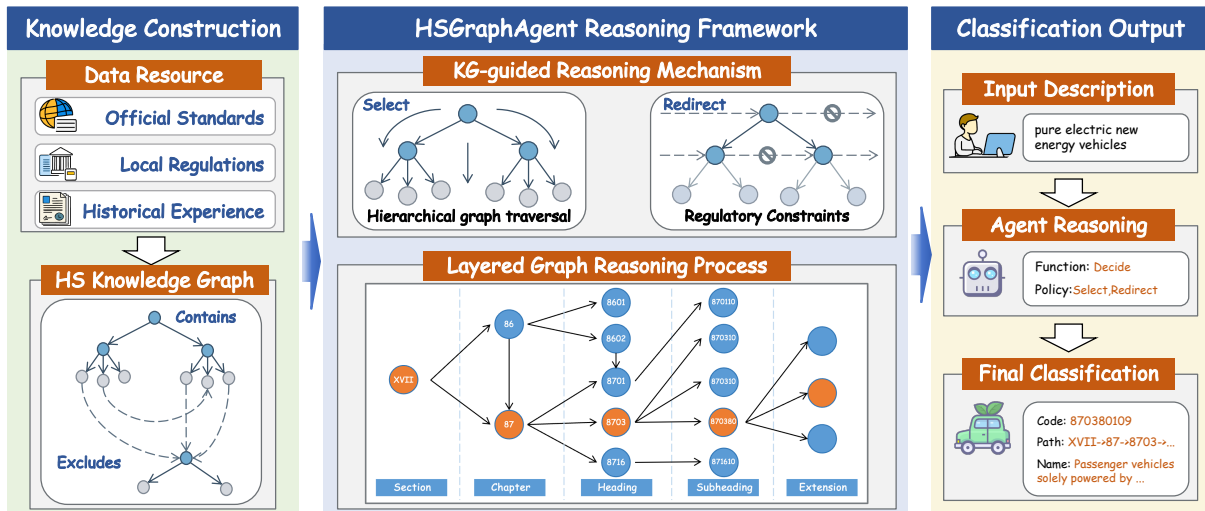 Knowledge Construction
Data Resource
Official Standards
Local Regulations
Historical Experience
HS Knowledge Graph
Contains
Excludes
HSGraphAgent Reasoning Framework
KG-guided Reasoning Mechanism
Select
Hierarchical graph traversal
Redirect
Regulatory Constraints
Layered Graph Reasoning Process
XVII
86
87
8601
8602
8701
8703
8716
870110
870310
870310
870380
871610
Section
Chapter
Heading
Subheading
Extension
Classification Output
Input Description
pure electric new
energy vehicles
Agent Reasoning
Function: Decide
Policy:Select,Redirect
Final Classification
Code: 870380109
Path: XVII->87->8703->...
Name: Passenger vehicles
solely powered by ...